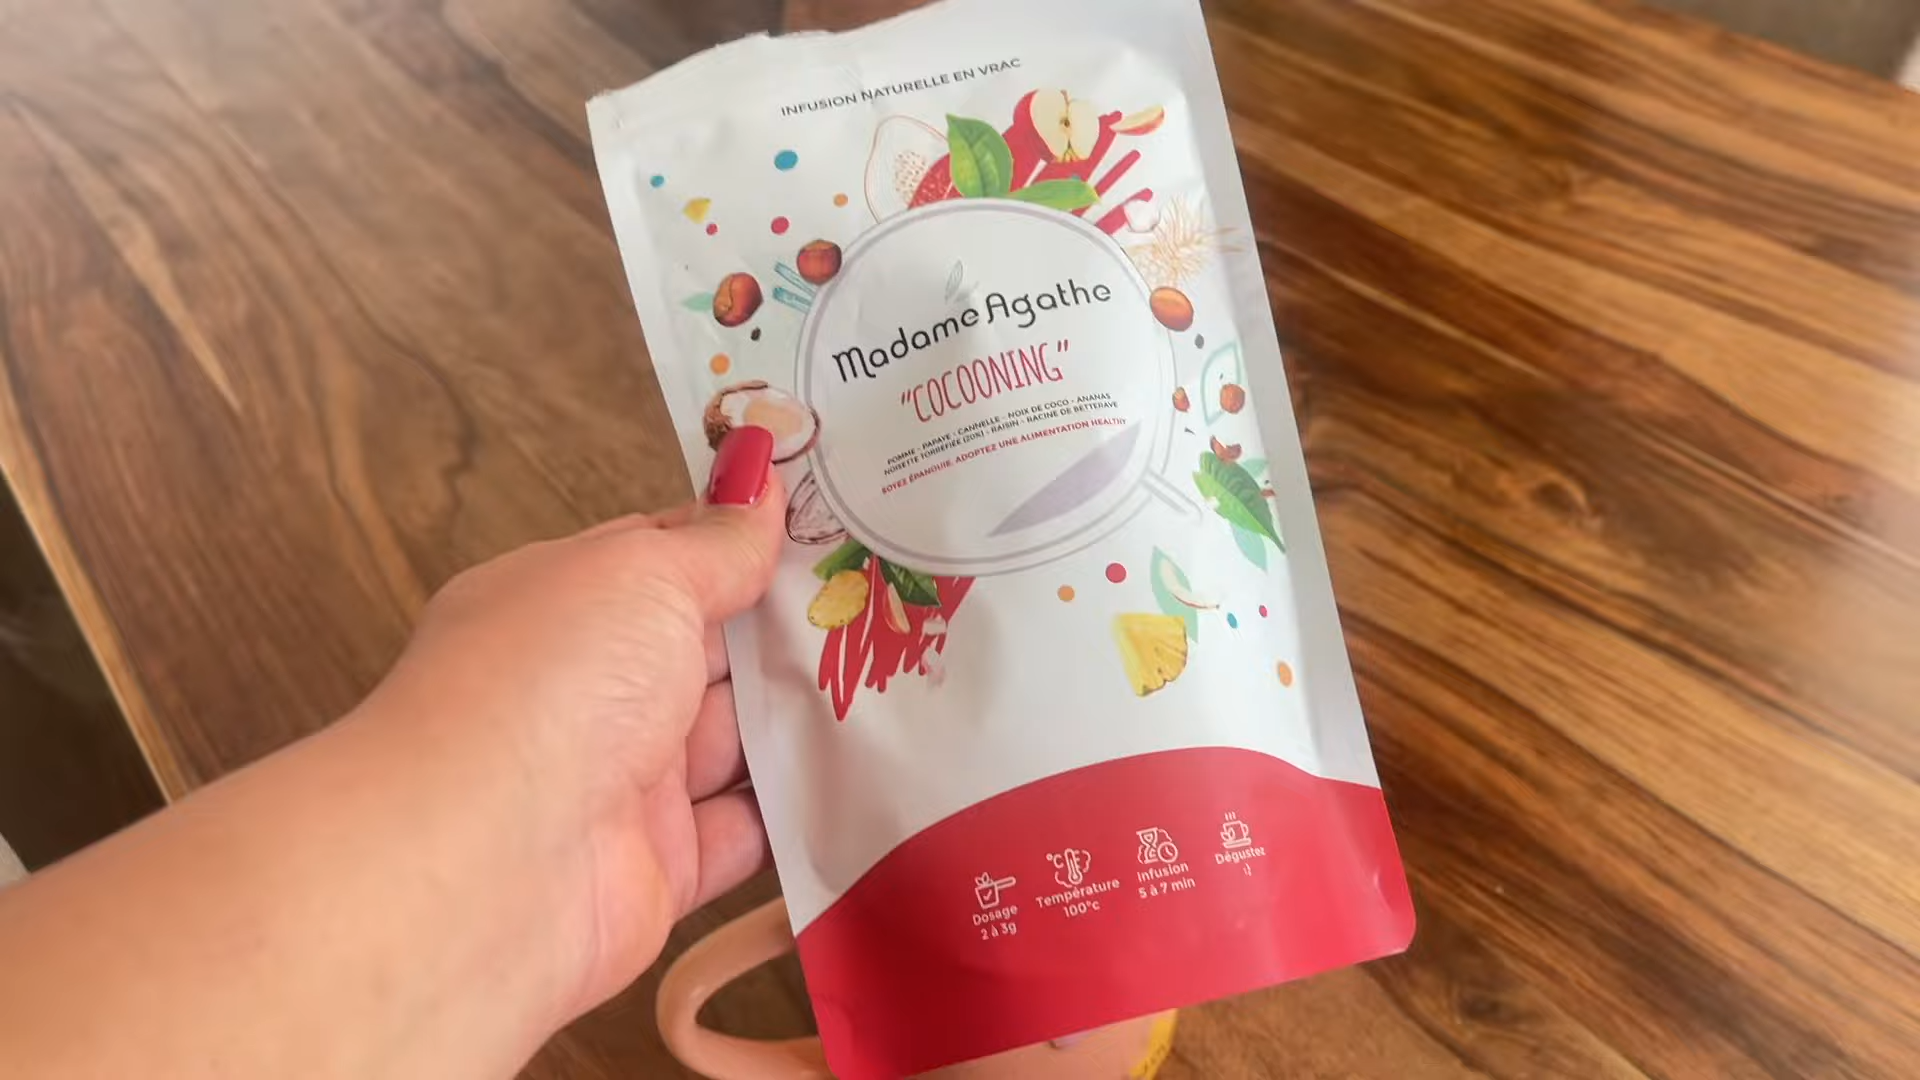 INFUSION NATURELLE EN VRAC
Madame Agathe
"COCOONING"
POMME - PAPAYE - CANNELLE - NOIX DE COCO - ANANAS
NOISETTE TORRÉFIÉE (20%) - RAISIN - RACINE DE BETTERAVE
SOYEZ ÉPANOUIE, ADOPTEZ UNE ALIMENTATION HEALTHY
Dosage
2 à 3g
°C
Température
100°c
Infusion
5 à 7 min
Déguster
:)